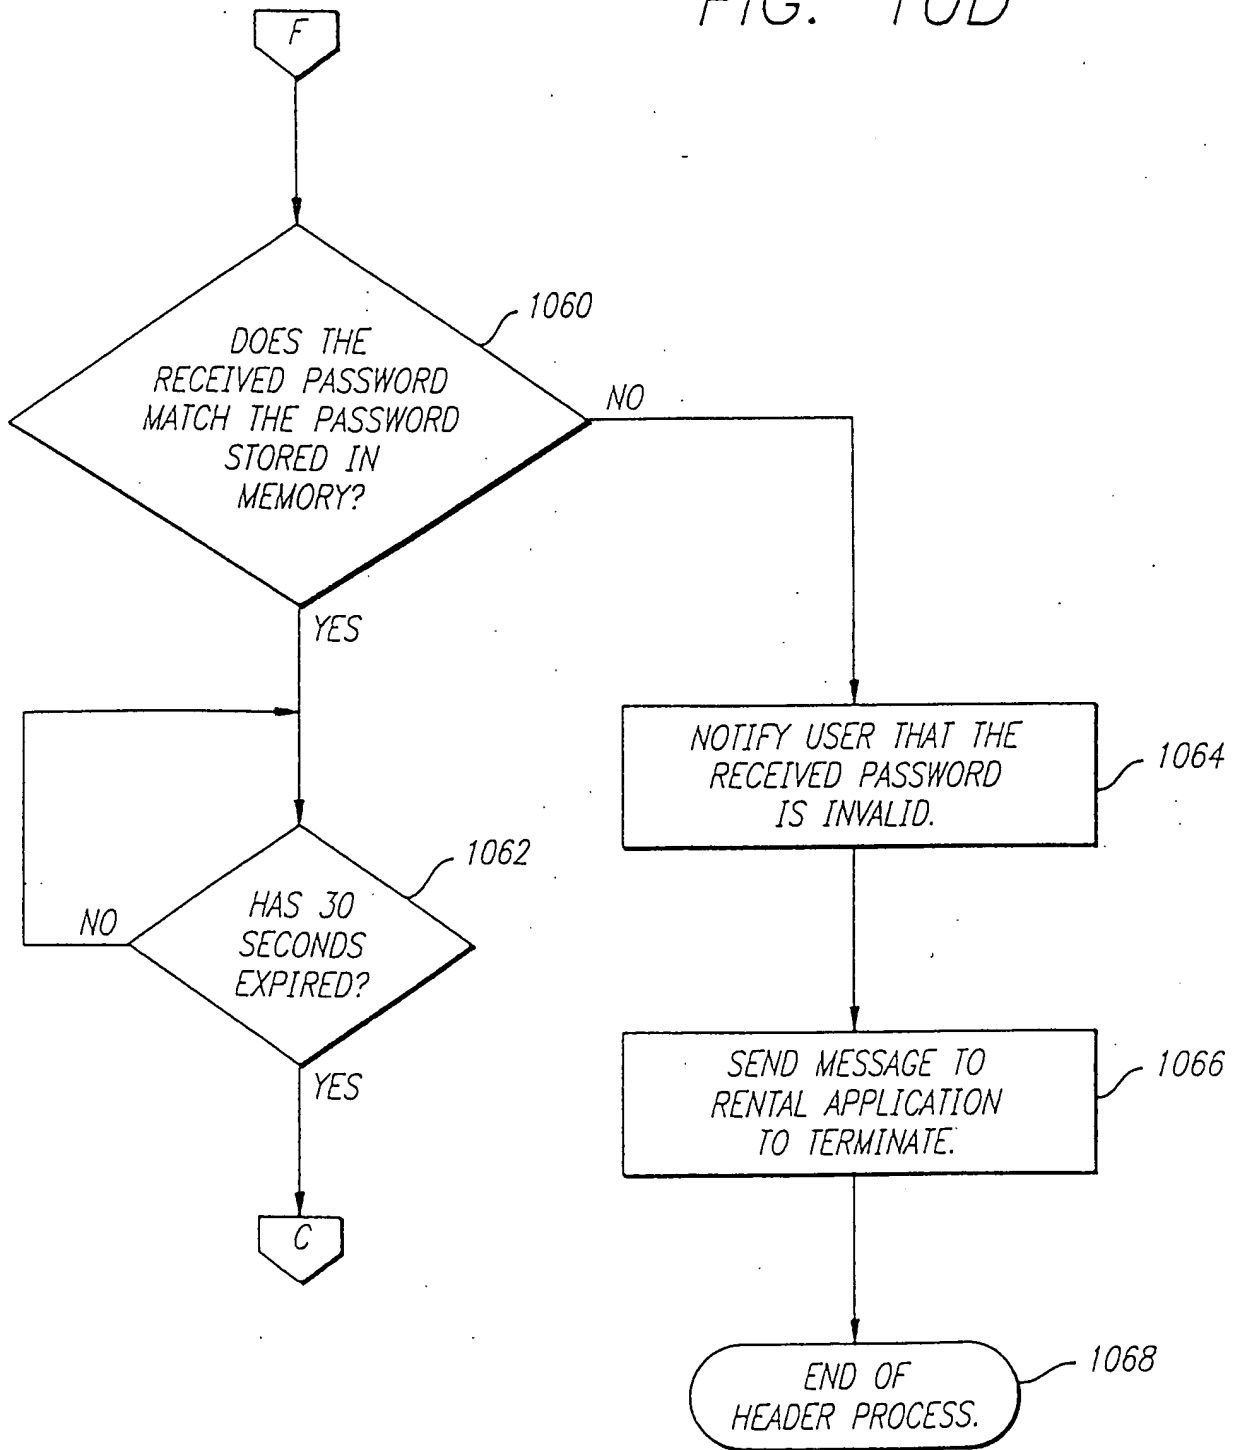 FIG. 10D
F
1060
DOES THE
RECEIVED PASSWORD
MATCH THE PASSWORD
STORED IN
MEMORY?
NO
YES
NOTIFY USER THAT THE
RECEIVED PASSWORD
IS INVALID.
1064
1062
HAS 30
SECONDS
EXPIRED?
NO
YES
SEND MESSAGE TO
RENTAL APPLICATION
TO TERMINATE.
1066
C
END OF
HEADER PROCESS.
1068